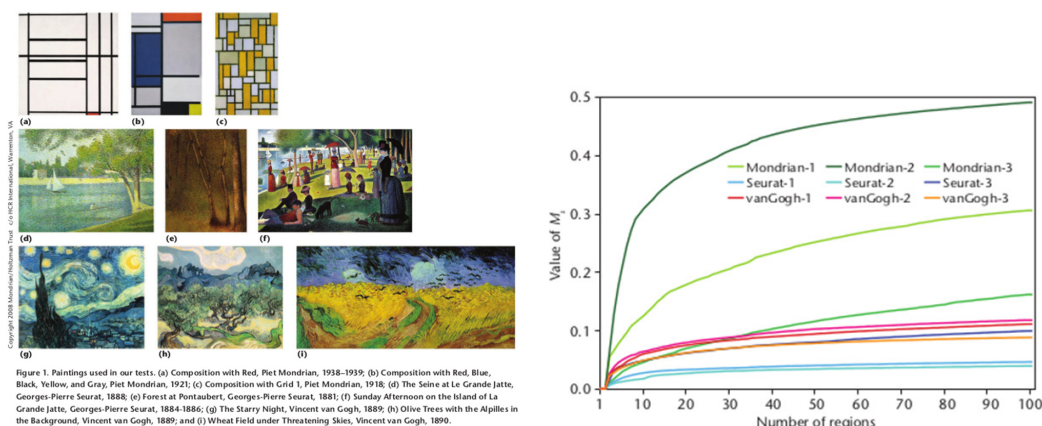 (a)
(b)
(c)
(d)
(e)
(f)
(g)
(h)
(i)
Copyright 2008 Mondrian/Holtzman Trust c/o HCR International, Warrenton, VA
Figure 1. Paintings used in our tests. (a) Composition with Red, Piet Mondrian, 1938–1939; (b) Composition with Red, Blue,
Black, Yellow, and Gray, Piet Mondrian, 1921; (c) Composition with Grid 1, Piet Mondrian, 1918; (d) The Seine at Le Grande Jatte,
Georges-Pierre Seurat, 1888; (e) Forest at Pontaubert, Georges-Pierre Seurat, 1881; (f) Sunday Afternoon on the Island of La
Grande Jatte, Georges-Pierre Seurat, 1884-1886; (g) The Starry Night, Vincent van Gogh, 1889; (h) Olive Trees with the Alpilles in
the Background, Vincent van Gogh, 1889; and (i) Wheat Field under Threatening Skies, Vincent van Gogh, 1890.
0.5
0.4
0.3
0.2
0.1
0.0
Value of Ms
Mondrian-1 Mondrian-2 Mondrian-3
Seurat-1 Seurat-2 Seurat-3
vanGogh-1 vanGogh-2 vanGogh-3
1 10 20 30 40 50 60 70 80 90 100
Number of regions